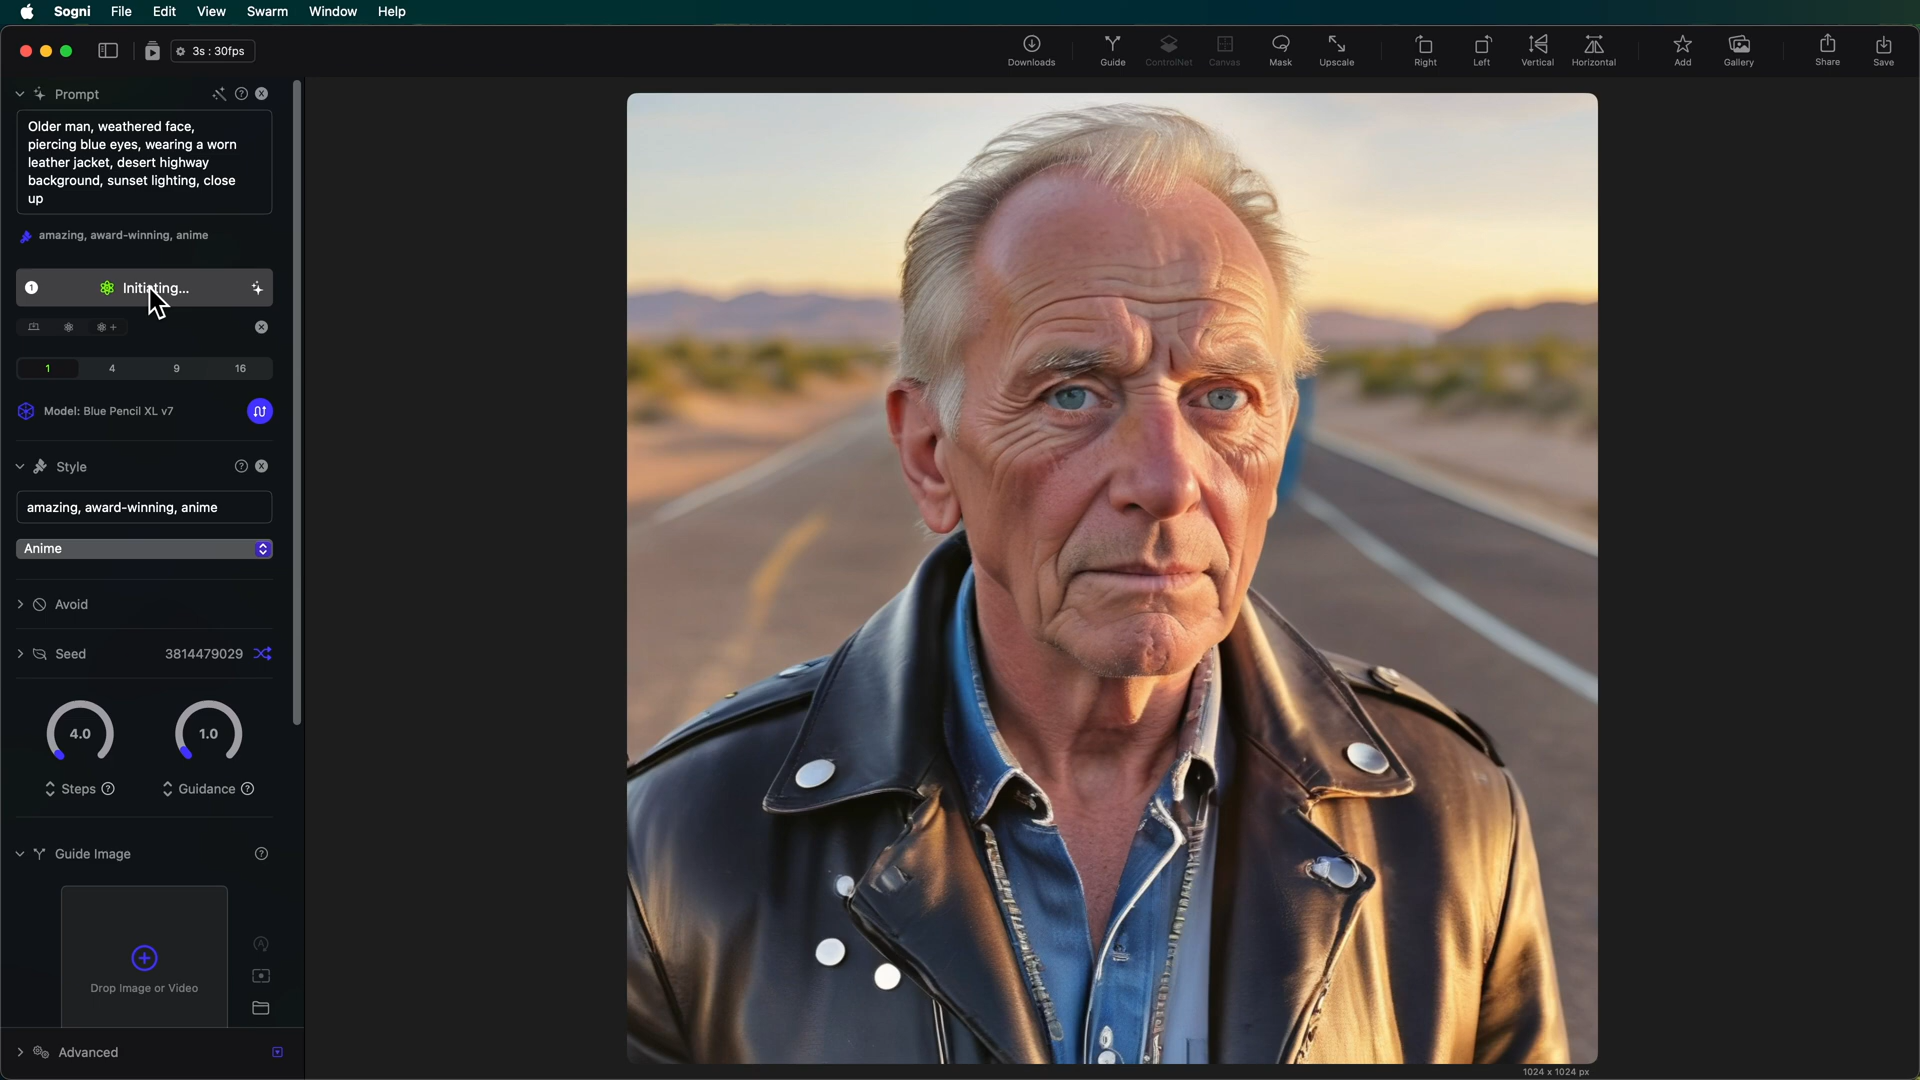 Sogni File Edit View Swarm Window Help
3s : 30fps
Downloads Guide ControlNet Canvas Mask Upscale Right Left Vertical Horizontal Add Gallery Share Save
Prompt
Older man, weathered face,
piercing blue eyes, wearing a worn
leather jacket, desert highway
background, sunset lighting, close
up
amazing, award-winning, anime
1 Initiating...
1 4 9 16
Model: Blue Pencil XL v7
Style
amazing, award-winning, anime
Anime
Avoid
Seed 3814479029
4.0 1.0
Steps Guidance
Guide Image
Drop Image or Video
Advanced
1024 x 1024 px